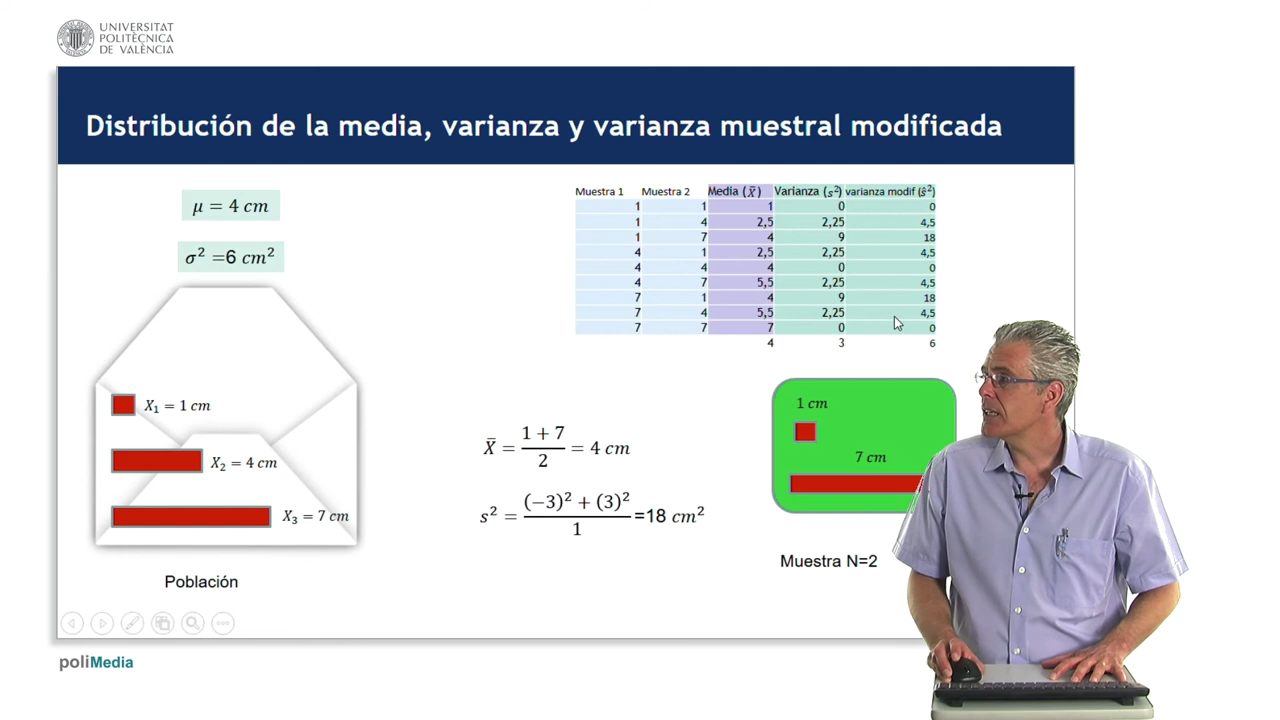 UNIVERSITAT
POLITÈCNICA
DE VALÈNCIA
Distribución de la media, varianza y varianza muestral modificada
μ = 4 cm
σ² =6 cm²
Muestra 1 Muestra 2 Media (X̄) Varianza (s²) varianza modif (ŝ²)
1 1 1 0 0
1 4 2,5 2,25 4,5
1 7 4 9 18
4 1 2,5 2,25 4,5
4 4 4 0 0
4 7 5,5 2,25 4,5
7 1 4 9 18
7 4 5,5 2,25 4,5
7 7 7 0 0
4 3 6
X₁ = 1 cm
X₂ = 4 cm
X₃ = 7 cm
Población
X̄ = (1 + 7)/2 = 4 cm
s² = ((−3)² + (3)²)/1 =18 cm²
1 cm
7 cm
Muestra N=2
poliMedia